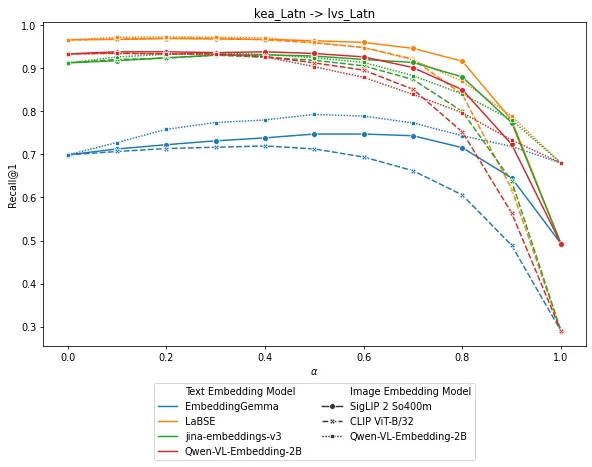 kea_Latn -> lvs_Latn
Recall@1
1.0
0.9
0.8
0.7
0.6
0.5
0.4
0.3
0.0 0.2 0.4 0.6 0.8 1.0
α
Text Embedding Model Image Embedding Model
EmbeddingGemma SigLIP 2 So400m
LaBSE CLIP ViT-B/32
jina-embeddings-v3 Qwen-VL-Embedding-2B
Qwen-VL-Embedding-2B